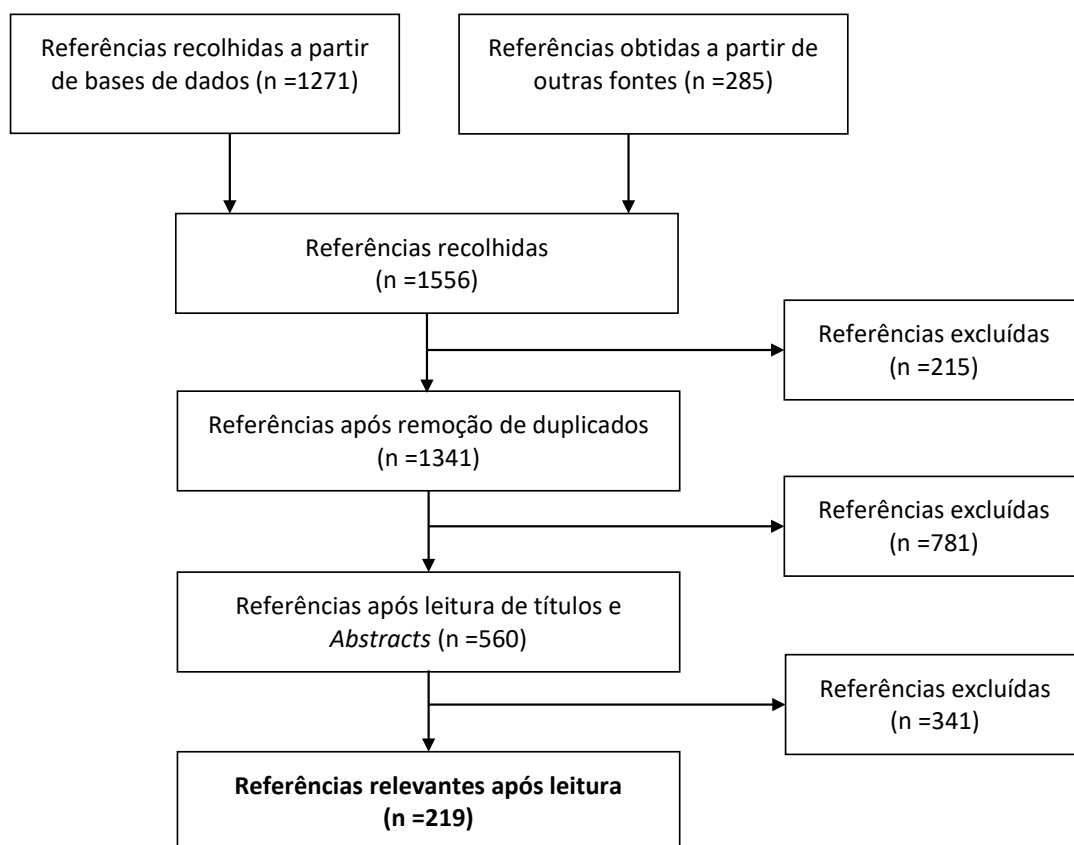 Referências recolhidas a partir
de bases de dados (n =1271)
Referências obtidas a partir de
outras fontes (n =285)
Referências recolhidas
(n =1556)
Referências excluídas
(n =215)
Referências após remoção de duplicados
(n =1341)
Referências excluídas
(n =781)
Referências após leitura de títulos e
Abstracts (n =560)
Referências excluídas
(n =341)
Referências relevantes após leitura
(n =219)